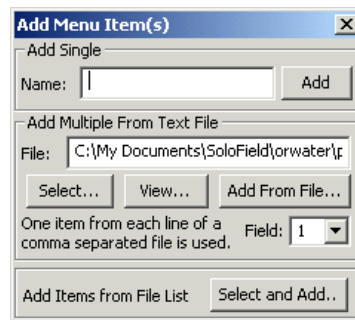 Add Menu Item(s)
Add Single
Name:
Add
Add Multiple From Text File
File: C:\My Documents\SoloField\orwater\p
Select... View... Add From File...
One item from each line of a
comma separated file is used.
Field: 1
Add Items from File List Select and Add..